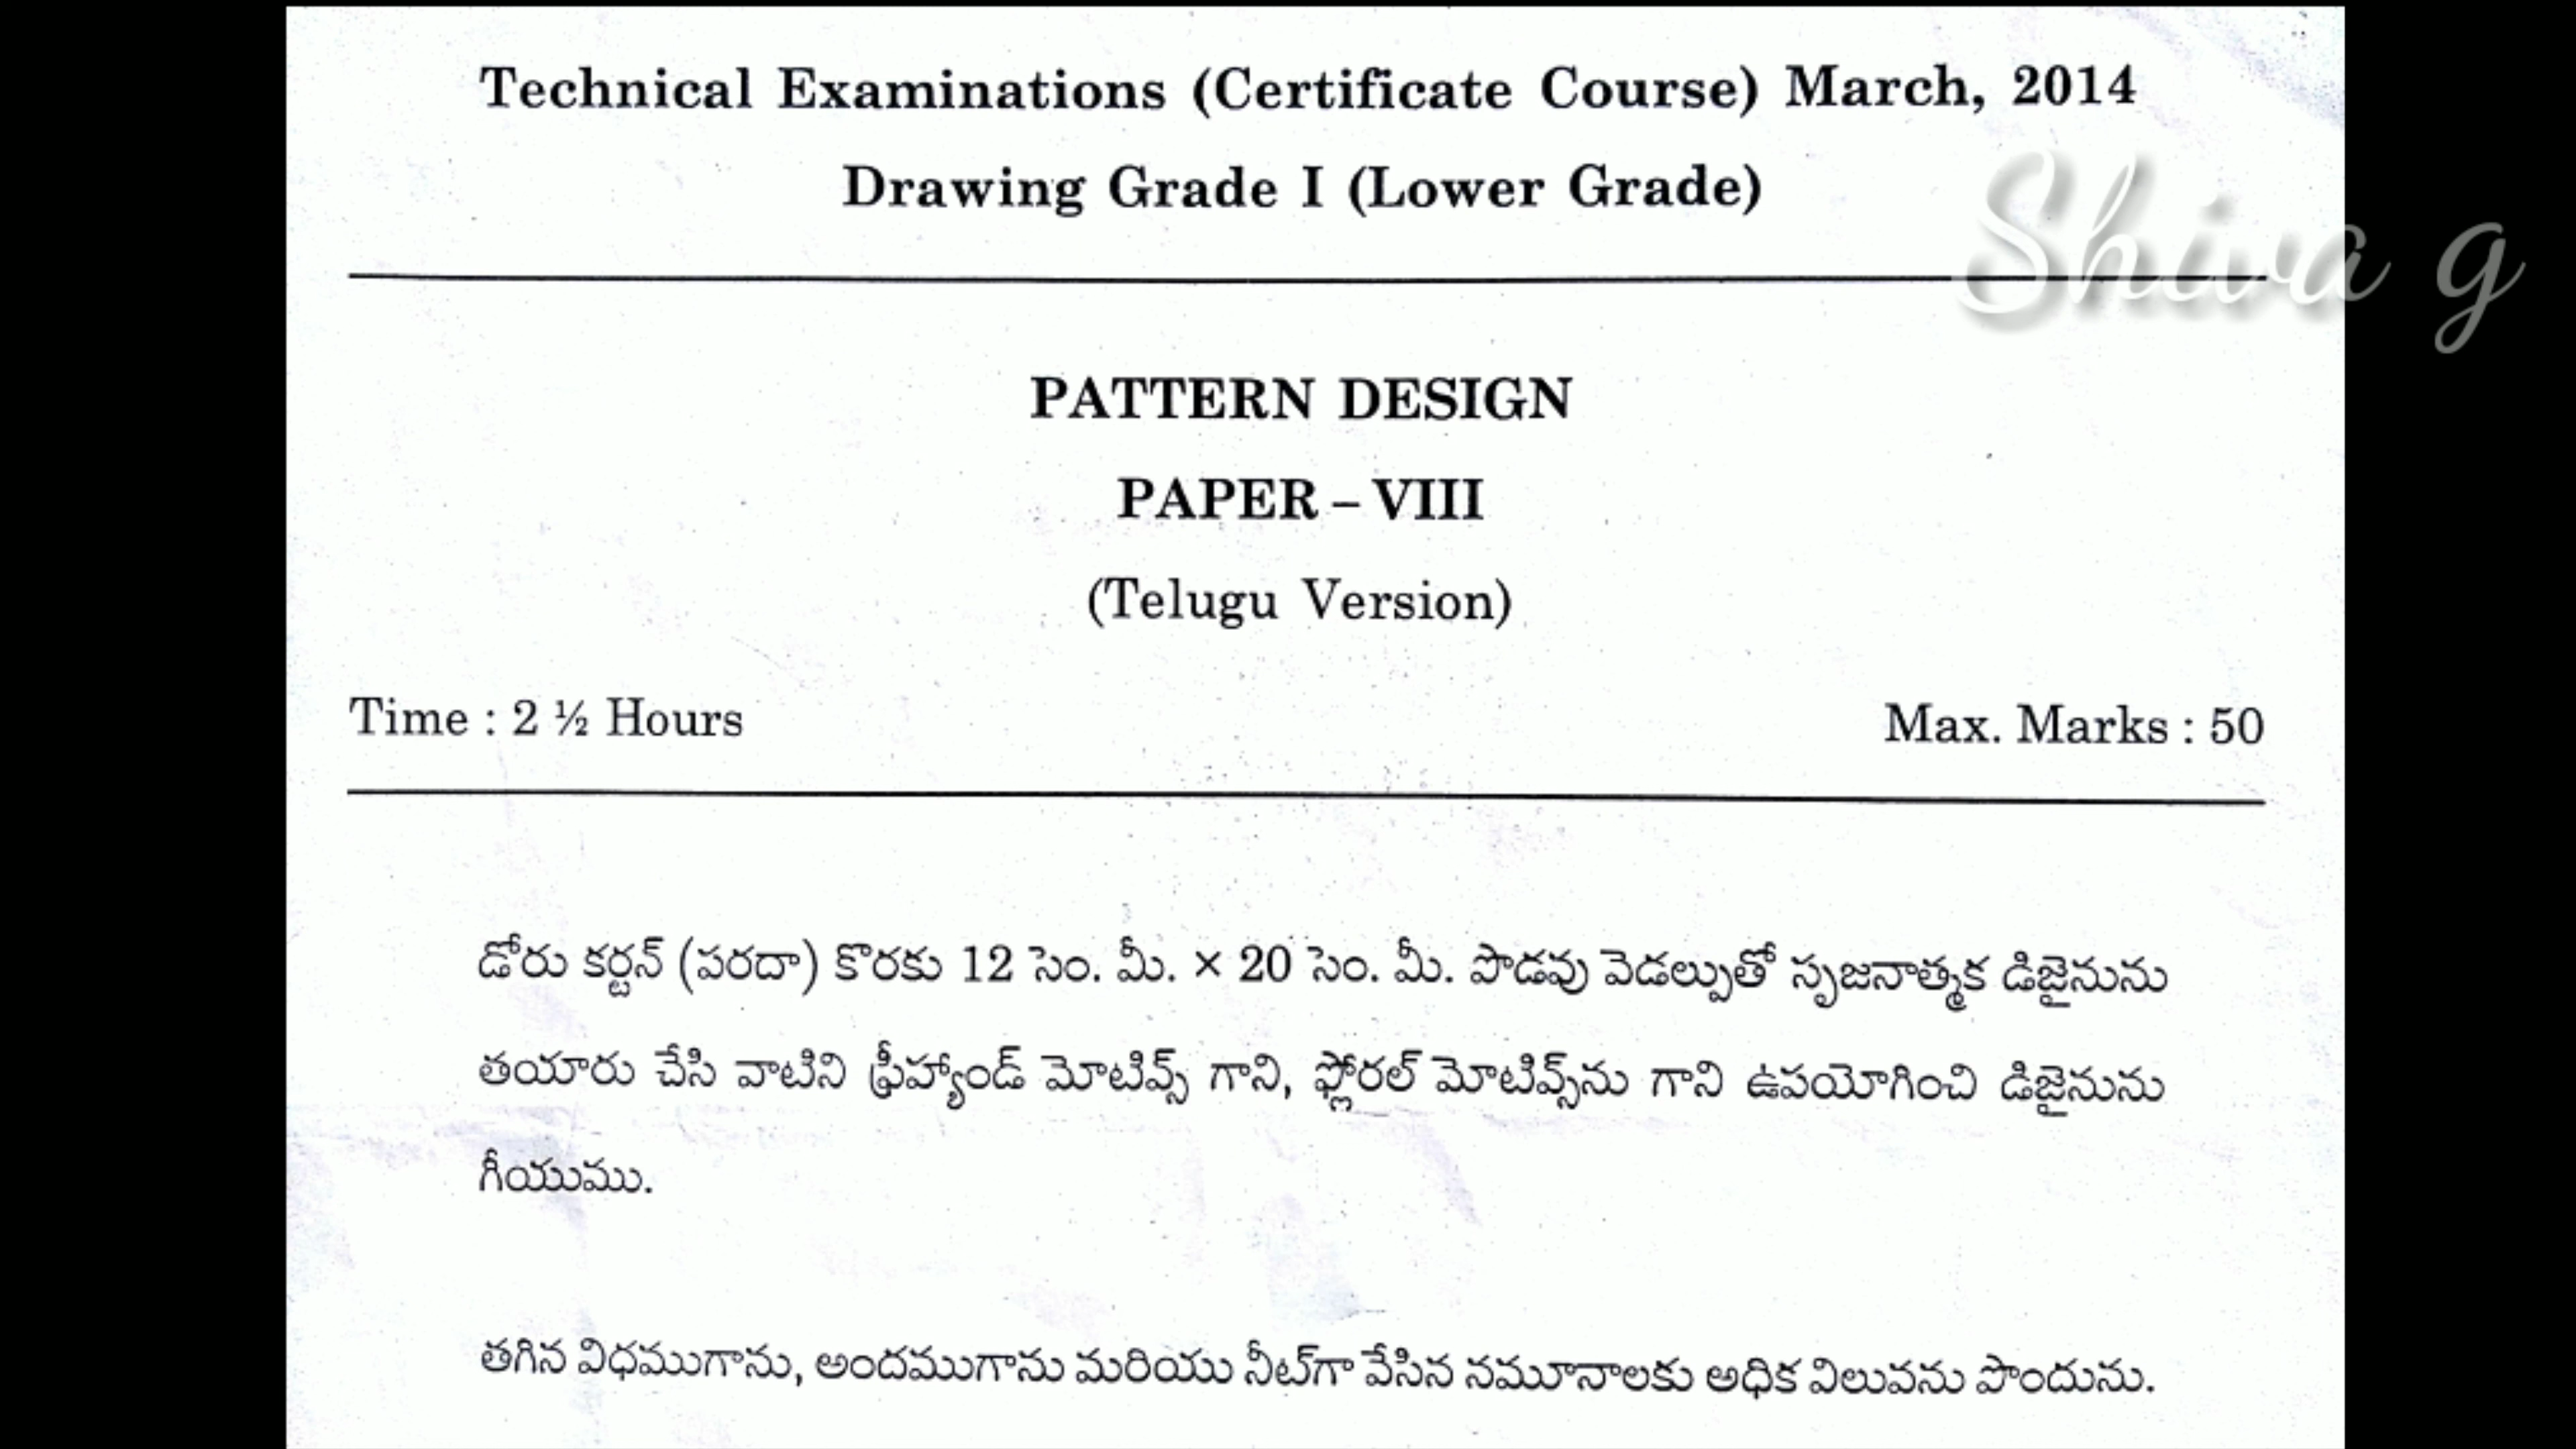 Technical Examinations (Certificate Course) March, 2014
Drawing Grade I (Lower Grade)
Shiva g
PATTERN DESIGN
PAPER – VIII
(Telugu Version)
Time : 2 ½ Hours
Max. Marks : 50
డోరు కర్టన్ (పరదా) కొరకు 12 సెం. మీ. × 20 సెం. మీ. పొడవు వెడల్పుతో సృజనాత్మక డిజైనును
తయారు చేసి వాటిని ఫ్రీహ్యాండ్ మోటివ్స్ గాని, ఫ్లోరల్ మోటివ్స్‌ను గాని ఉపయోగించి డిజైనును
గీయుము.
తగిన విధముగాను, అందముగాను మరియు నీట్‌గా వేసిన నమూనాలకు అధిక విలువను పొందును.